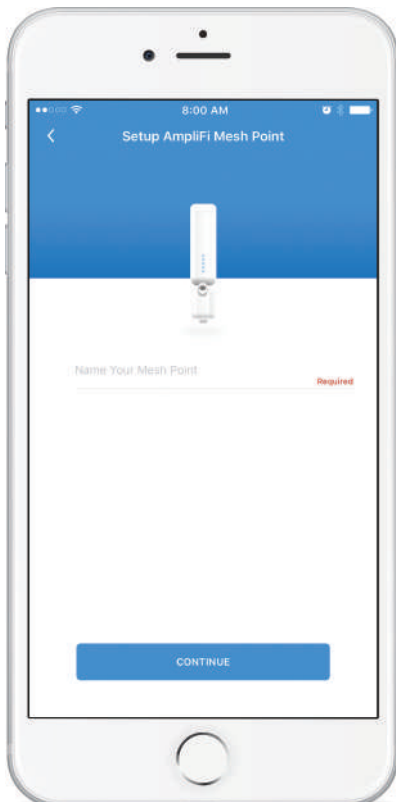 8:00 AM
Setup AmpliFi Mesh Point
Name Your Mesh Point
Required
CONTINUE